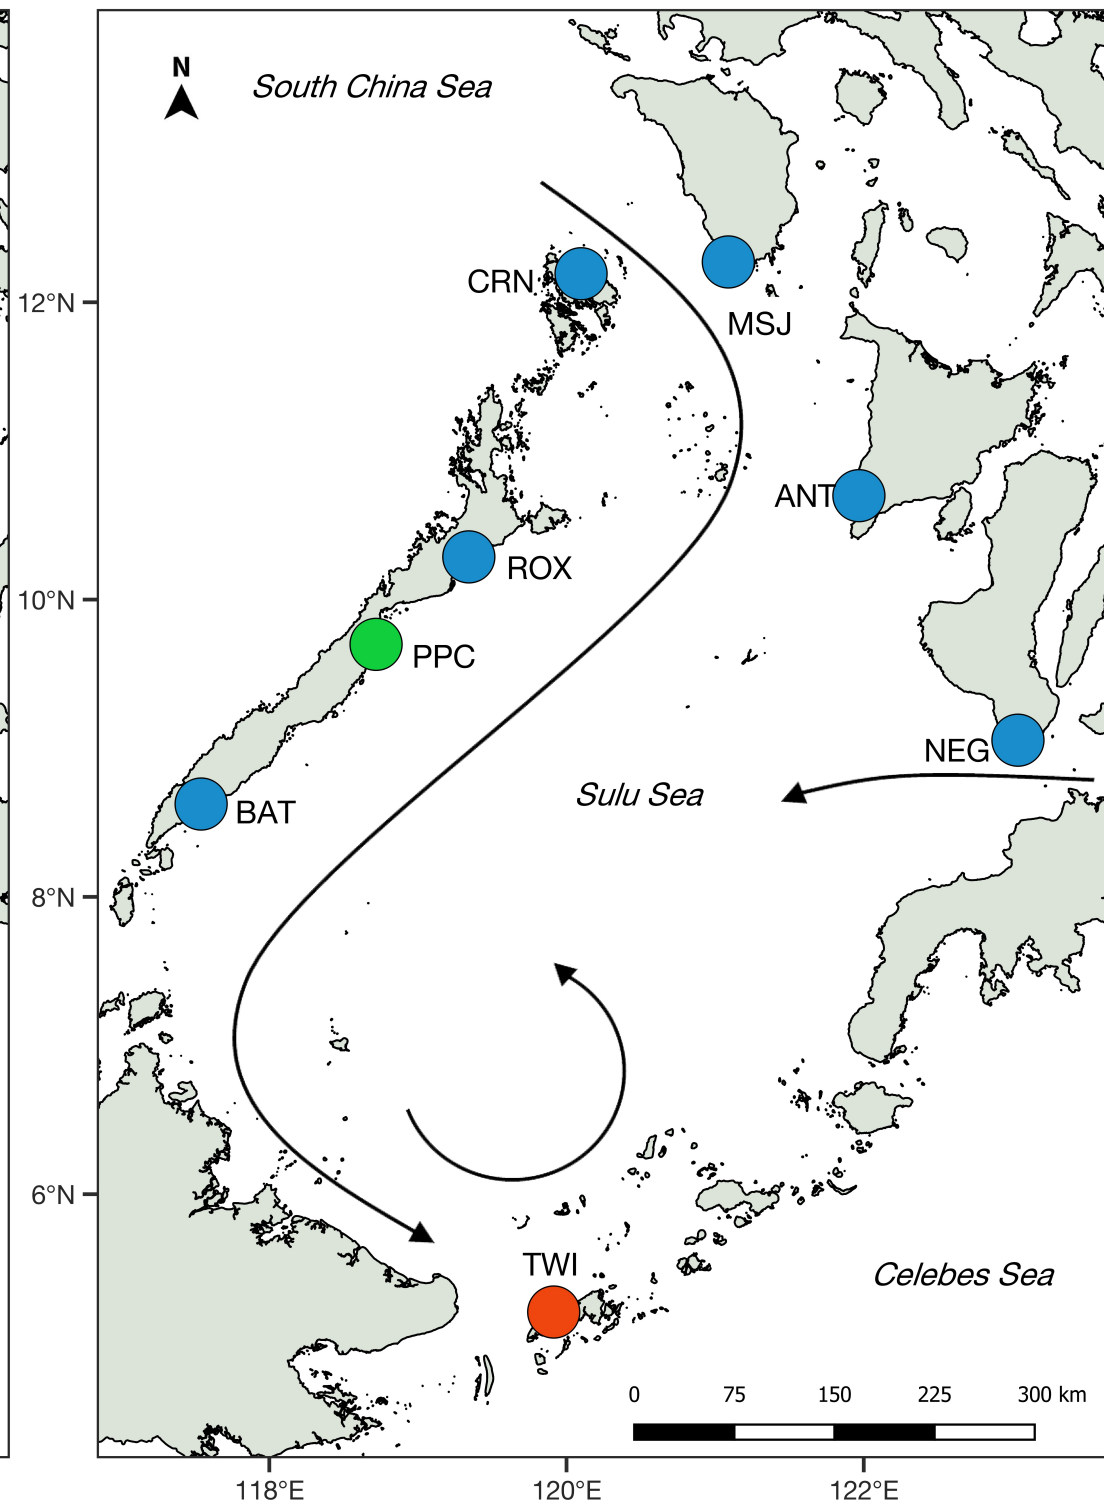 N
South China Sea
CRN
12°N
MSJ
ANT
ROX
10°N
PPC
NEG
Sulu Sea
BAT
8°N
6°N
TWI
Celebes Sea
0 75 150 225 300 km
118°E 120°E 122°E